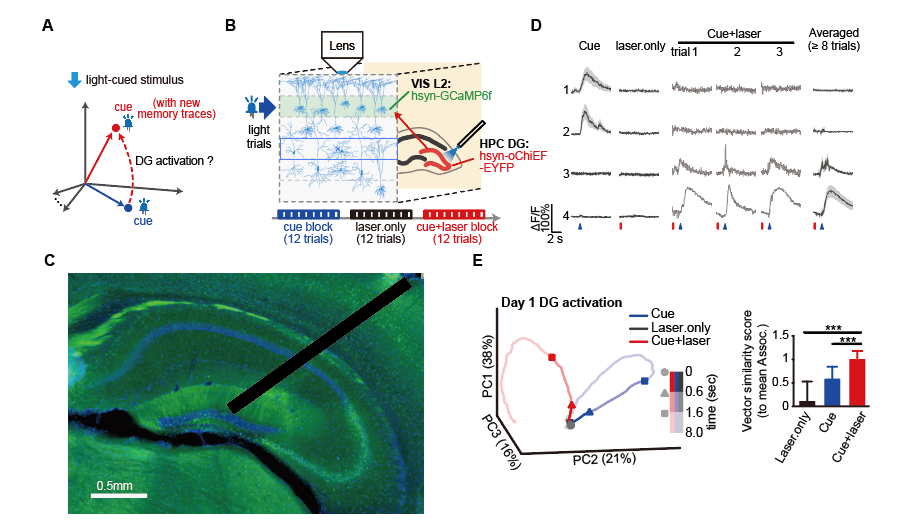 A
light-cued stimulus
cue
(with new
memory traces)
DG activation ?
cue
B
Lens
VIS L2:
hsyn-GCaMP6f
light
trials
HPC DG:
hsyn-oChiEF
-EYFP
cue block
(12 trials)
laser.only
(12 trials)
cue+laser block
(12 trials)
C
0.5mm
D
Cue
laser.only
Cue+laser
trial 1
2
3
Averaged
(≥ 8 trials)
1
2
3
4
ΔF/F
100%
2 s
E
Day 1 DG activation
Cue
Laser.only
Cue+laser
PC1 (38%)
PC3 (16%)
PC2 (21%)
0
0.6
1.6
8.0
time (sec)
Vector similarity score
(to mean Assoc.)
1.5
1
0.5
0
***
***
Laser.only
Cue
Cue+laser